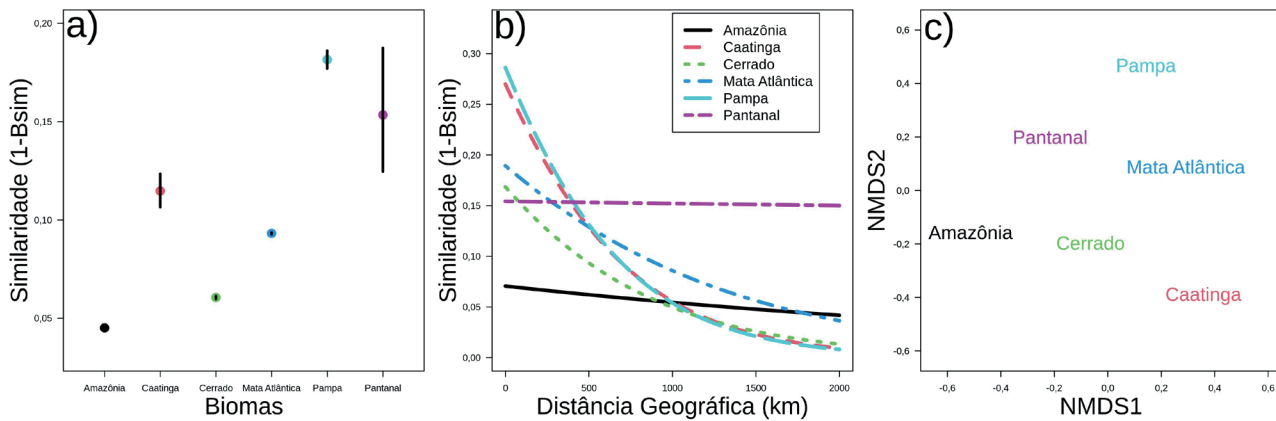 a)
Similaridade (1-Bsim)
0,20
0,15
0,10
0,05
Amazônia Caatinga Cerrado Mata Atlântica Pampa Pantanal
Biomas
b)
Similaridade (1-Bsim)
0,30
0,25
0,20
0,15
0,10
0,05
0,00
Amazônia
Caatinga
Cerrado
Mata Atlântica
Pampa
Pantanal
0 500 1000 1500 2000
Distância Geográfica (km)
c)
NMDS2
0,6
0,4
0,2
0,0
-0,2
-0,4
-0,6
Pampa
Pantanal
Mata Atlântica
Amazônia
Cerrado
Caatinga
-0,6 -0,4 -0,2 0,0 0,2 0,4 0,6
NMDS1